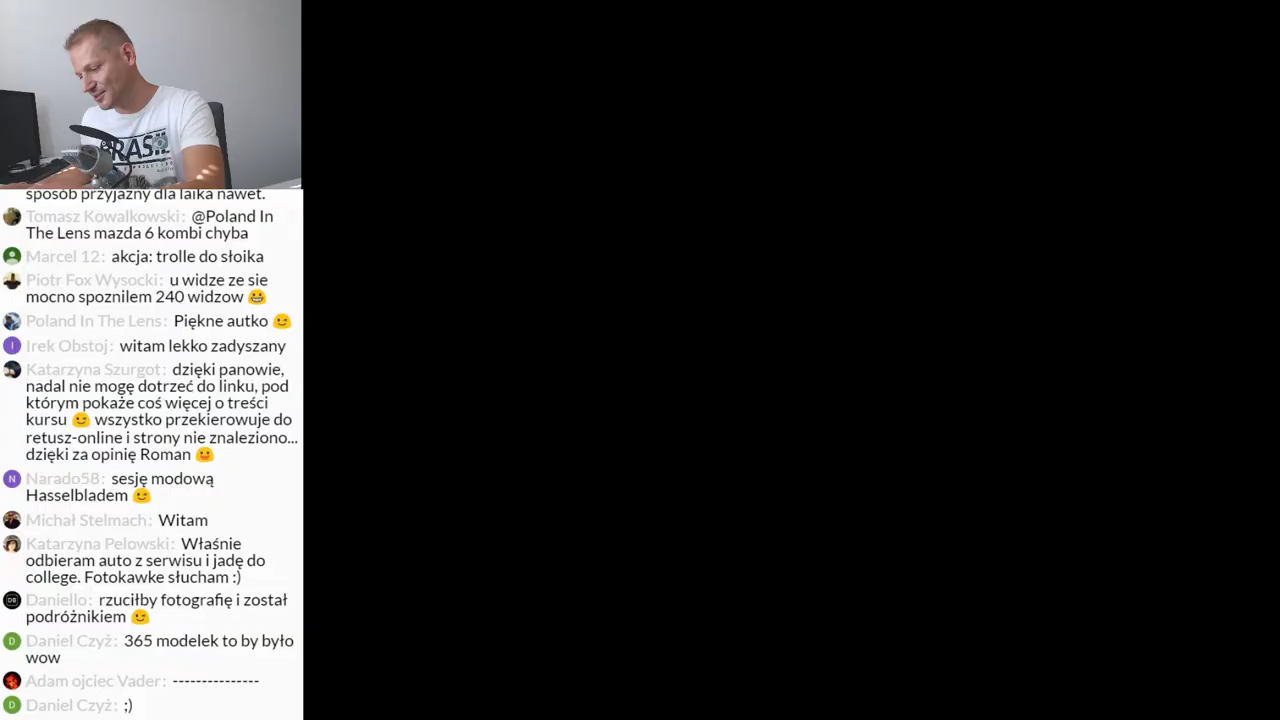 BRASIL
sposób przyjazny dla laika nawet.
Tomasz Kowalkowski: @Poland In
The Lens mazda 6 kombi chyba
Marcel 12: akcja: trolle do słoika
Piotr Fox Wysocki: u widze ze sie
mocno spoznilem 240 widzow 😀
Poland In The Lens: Piękne autko 😉
Irek Obstoj: witam lekko zadyszany
Katarzyna Szurgot: dzięki panowie,
nadal nie mogę dotrzeć do linku, pod
którym pokaże coś więcej o treści
kursu 😉 wszystko przekierowuje do
retusz-online i strony nie znaleziono...
dzięki za opinię Roman 😃
Narado58: sesję modową
Hasselbladem 😉
Michał Stelmach: Witam
Katarzyna Pelowski: Właśnie
odbieram auto z serwisu i jadę do
college. Fotokawke słucham :)
Daniello: rzuciłby fotografię i został
podróżnikiem 😉
Daniel Czyż: 365 modelek to by było
wow
Adam ojciec Vader: ---------------
Daniel Czyż: ;)